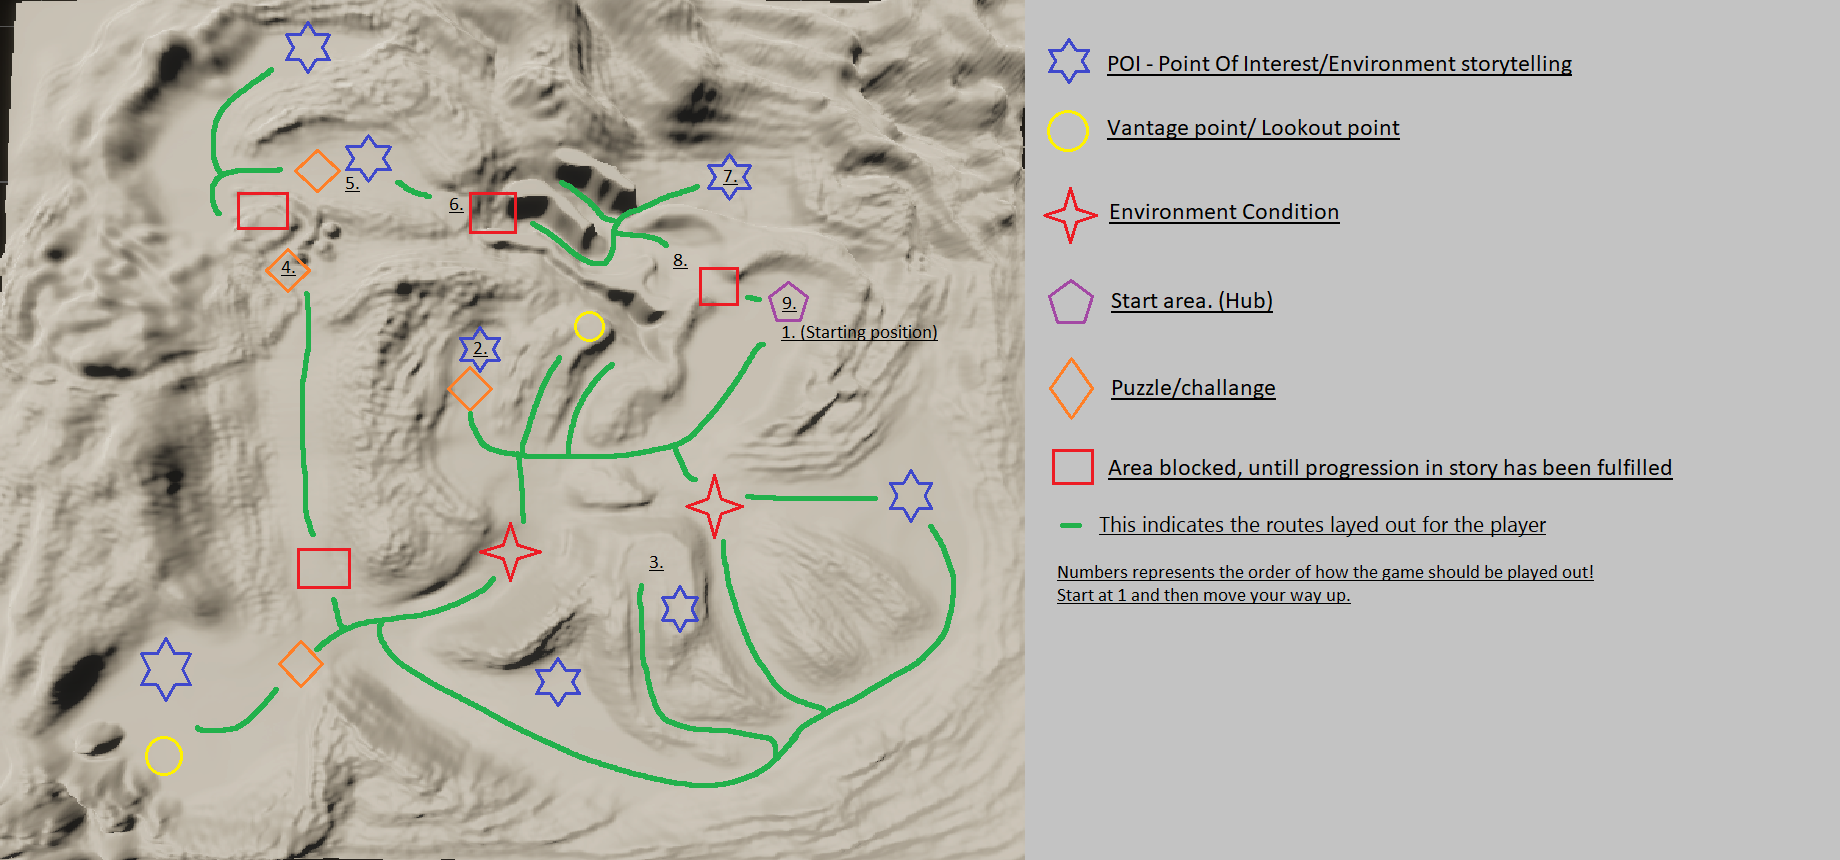 5.
6.
7.
8.
4.
9.
1. (Starting position)
2.
3.
POI - Point Of Interest/Environment storytelling
Vantage point/ Lookout point
Environment Condition
Start area. (Hub)
Puzzle/challange
Area blocked, untill progression in story has been fulfilled
This indicates the routes layed out for the player
Numbers represents the order of how the game should be played out!
Start at 1 and then move your way up.